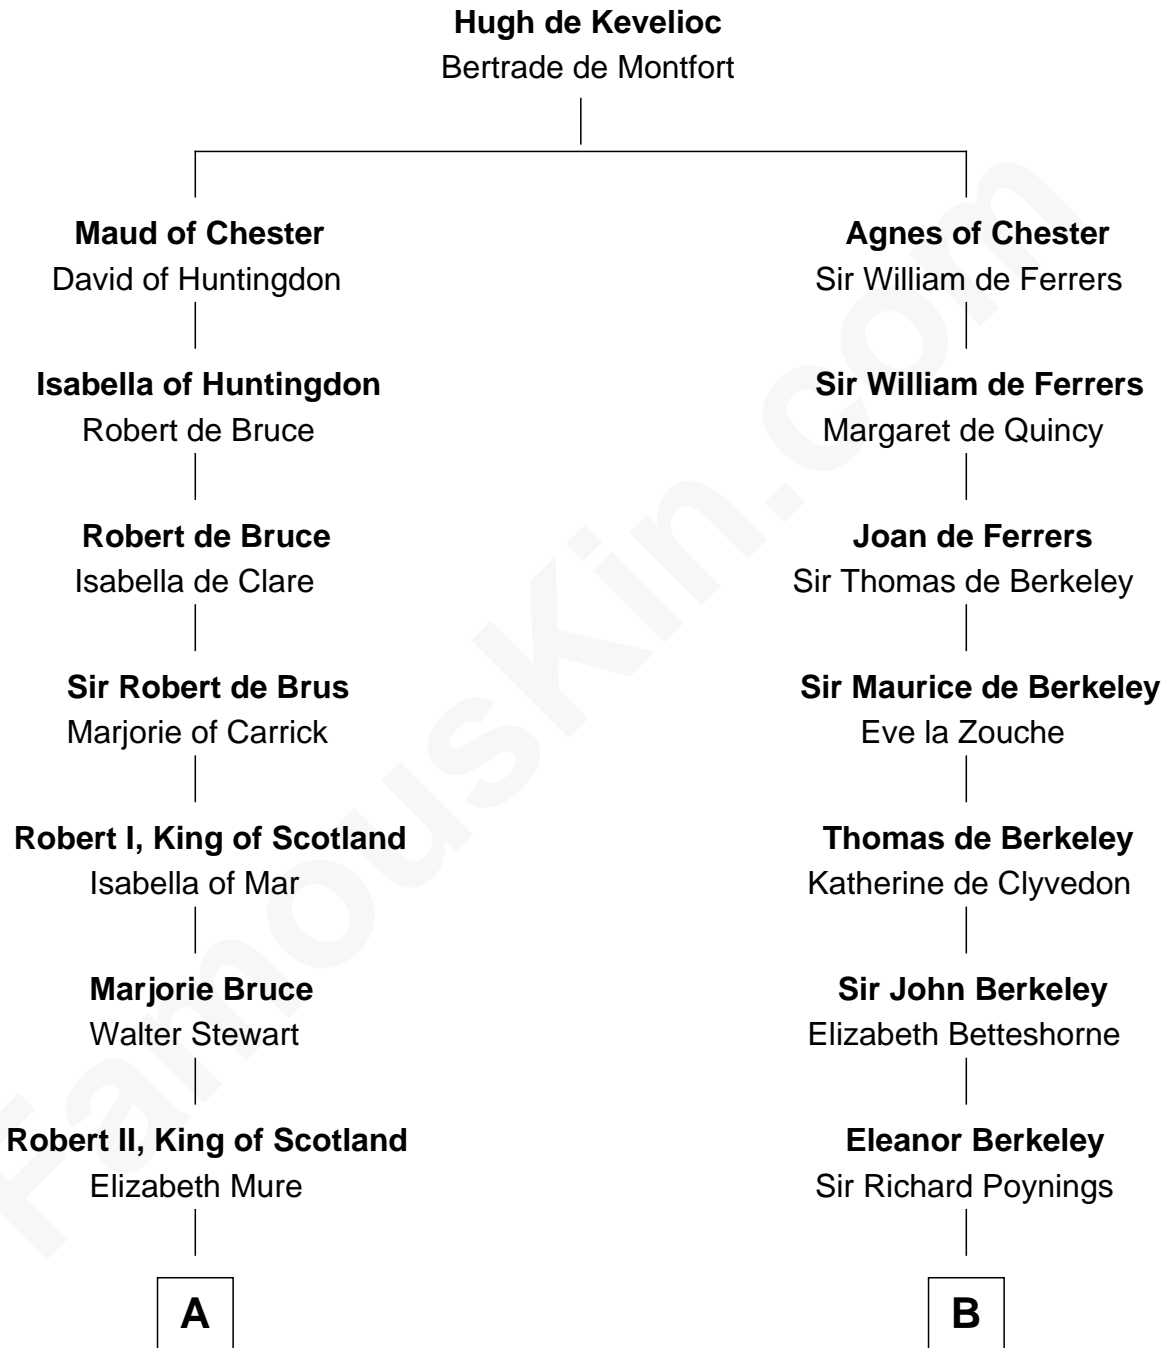 Hugh de Kevelioc
Bertrade de Montfort
Maud of Chester
David of Huntingdon
Agnes of Chester
Sir William de Ferrers
Isabella of Huntingdon
Robert de Bruce
Sir William de Ferrers
Margaret de Quincy
Robert de Bruce
Isabella de Clare
Joan de Ferrers
Sir Thomas de Berkeley
Sir Robert de Brus
Marjorie of Carrick
Sir Maurice de Berkeley
Eve la Zouche
Robert I, King of Scotland
Isabella of Mar
Thomas de Berkeley
Katherine de Clyvedon
Marjorie Bruce
Walter Stewart
Sir John Berkeley
Elizabeth Betteshorne
Robert II, King of Scotland
Elizabeth Mure
Eleanor Berkeley
Sir Richard Poynings
A
B
FamousKin.com